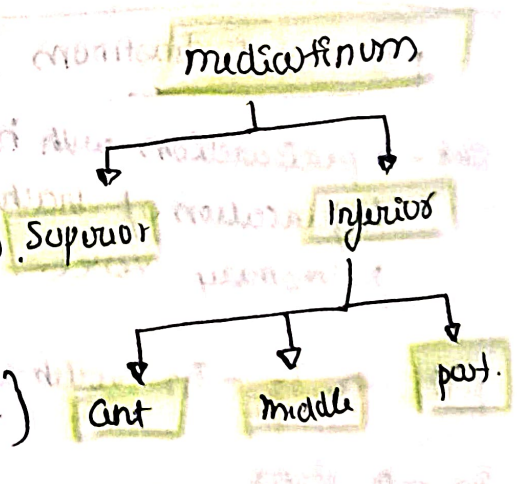 mediastinum
Superior
Inferior
ant
middle
post.